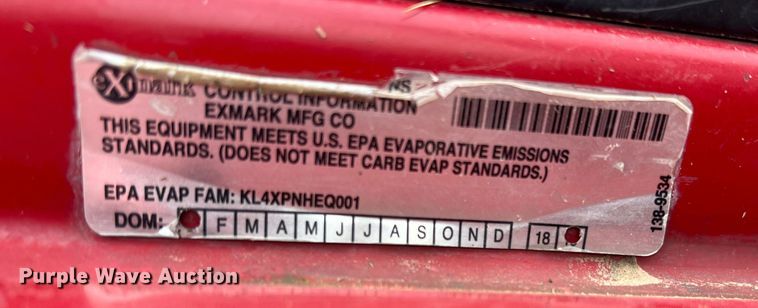 eXmark
NS
CONTROL INFORMATION
EXMARK MFG CO
THIS EQUIPMENT MEETS U.S. EPA EVAPORATIVE EMISSIONS
STANDARDS. (DOES NOT MEET CARB EVAP STANDARDS.)
EPA EVAP FAM: KL4XPNHEQ001
DOM: F M A M J J A S O N D 18
138-9534
Purple Wave Auction